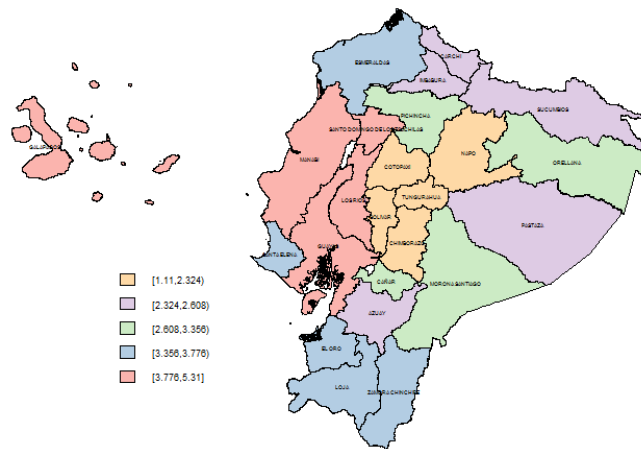 ESMERALDAS
CARCHI
IMBABURA
SUCUMBIOS
PICHINCHA
SANTO DOMINGO DE LOS
ORELLANA
GALAPAGOS
MANABI
COTOPAXI
NAPO
TUNGURAHUA
LOS RIOS
BOLIVAR
PASTAZA
GUAYAS
CHIMBORAZO
SANTA ELENA
CAÑAR
MORONA SANTIAGO
AZUAY
EL ORO
LOJA
ZAMORA CHINCHIPE
[1.11,2.324)
[2.324,2.608)
[2.608,3.356)
[3.356,3.776)
[3.776,5.31]